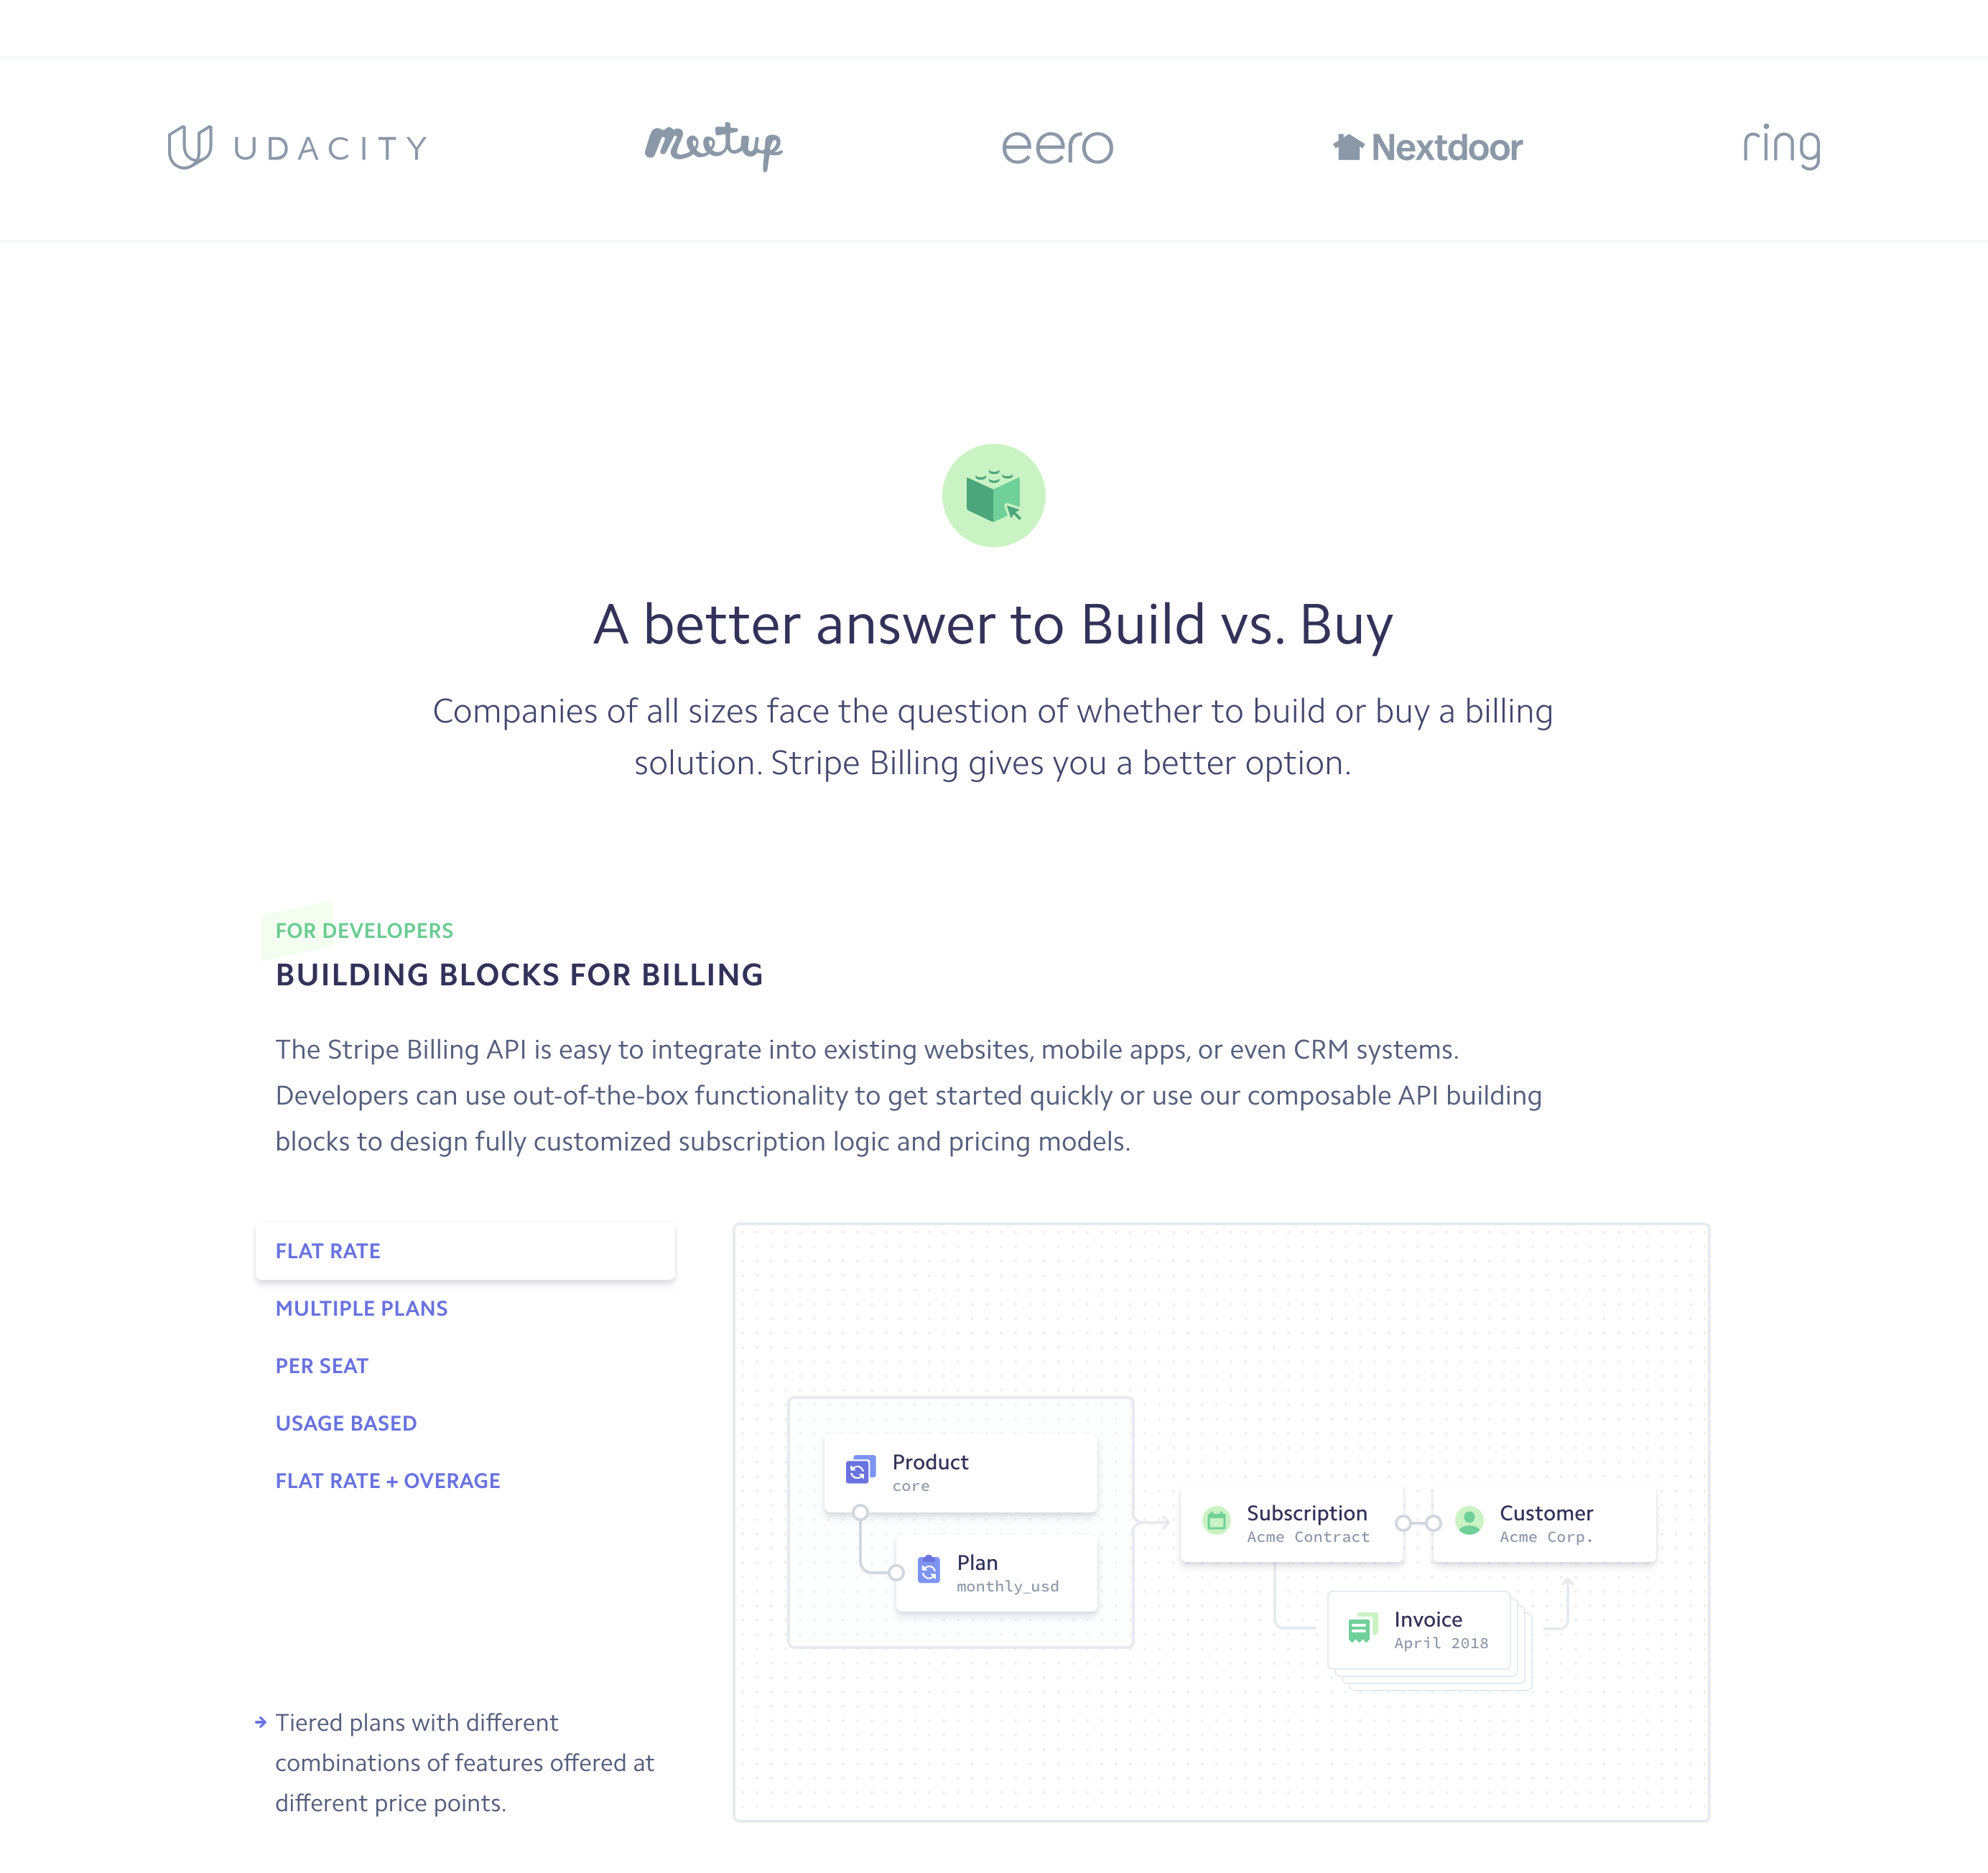 UDACITY
meetup
eero
Nextdoor
ring
A better answer to Build vs. Buy
Companies of all sizes face the question of whether to build or buy a billing
solution. Stripe Billing gives you a better option.
FOR DEVELOPERS
BUILDING BLOCKS FOR BILLING
The Stripe Billing API is easy to integrate into existing websites, mobile apps, or even CRM systems.
Developers can use out-of-the-box functionality to get started quickly or use our composable API building
blocks to design fully customized subscription logic and pricing models.
FLAT RATE
MULTIPLE PLANS
PER SEAT
USAGE BASED
FLAT RATE + OVERAGE
Tiered plans with different
combinations of features offered at
different price points.
Product
core
Plan
monthly_usd
Subscription
Acme Contract
Customer
Acme Corp.
Invoice
April 2018